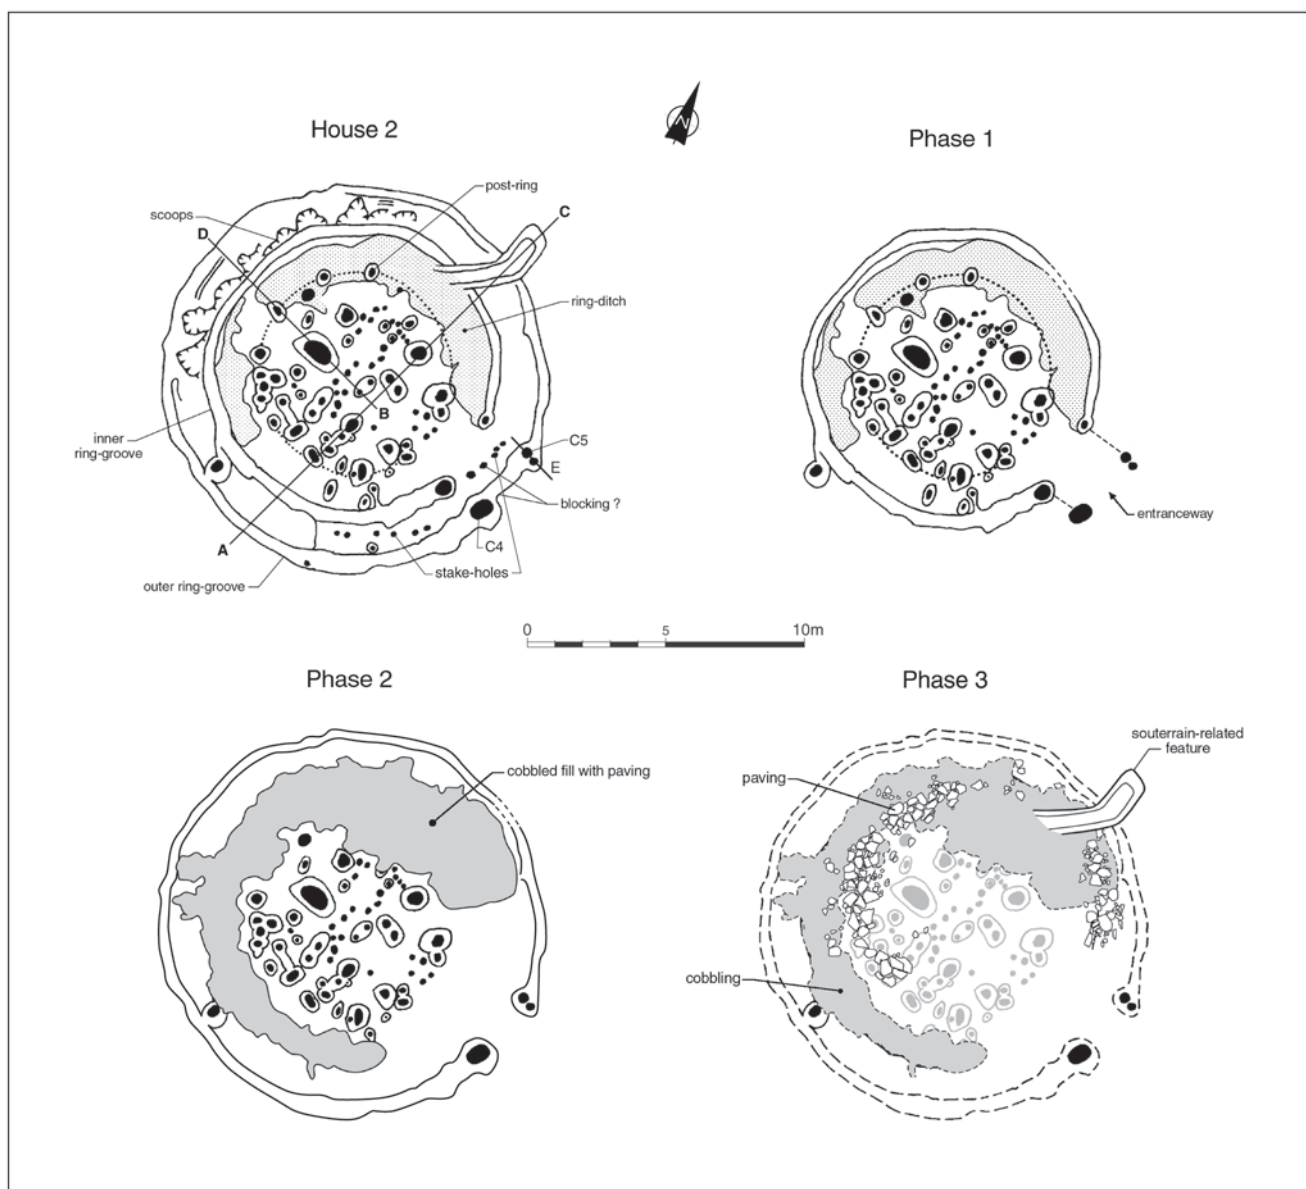 House 2
N
Phase 1
post-ring
scoops
C
D
ring-ditch
B
inner
ring-groove
C5
E
blocking ?
entranceway
A
C4
stake-holes
outer ring-groove
0 5 10m
Phase 2
Phase 3
souterrain-related
feature
cobbled fill with paving
paving
cobbling